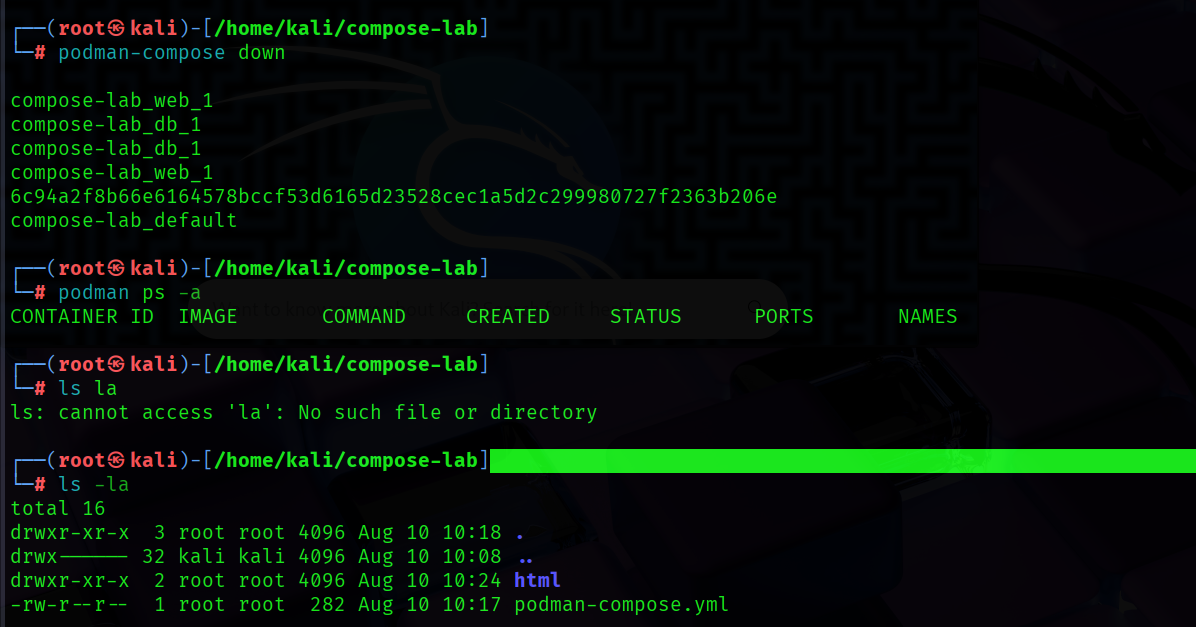 ┌──(root㉿kali)-[/home/kali/compose-lab]
└─# podman-compose down
compose-lab_web_1
compose-lab_db_1
compose-lab_db_1
compose-lab_web_1
6c94a2f8b66e6164578bccf53d6165d23528cec1a5d2c299980727f2363b206e
compose-lab_default
┌──(root㉿kali)-[/home/kali/compose-lab]
└─# podman ps -a
CONTAINER ID  IMAGE       COMMAND     CREATED     STATUS      PORTS       NAMES
┌──(root㉿kali)-[/home/kali/compose-lab]
└─# ls la
ls: cannot access 'la': No such file or directory
┌──(root㉿kali)-[/home/kali/compose-lab]
└─# ls -la
total 16
drwxr-xr-x  3 root root 4096 Aug 10 10:18 .
drwx------ 32 kali kali 4096 Aug 10 10:08 ..
drwxr-xr-x  2 root root 4096 Aug 10 10:24 html
-rw-r--r--  1 root root  282 Aug 10 10:17 podman-compose.yml